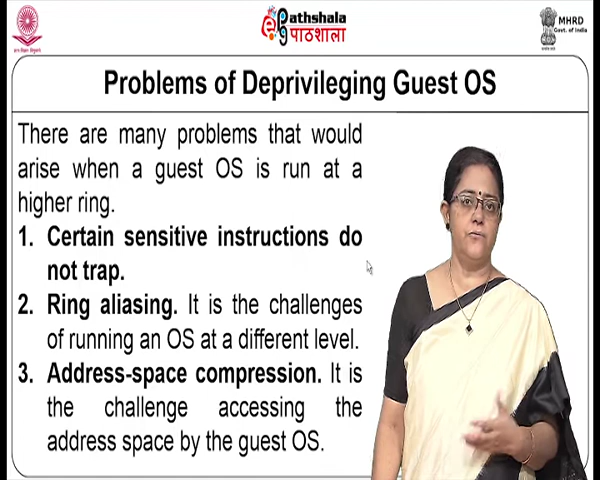 ePathshala
पाठशाला
MHRD
Govt. of India
Problems of Deprivileging Guest OS
There are many problems that would
arise when a guest OS is run at a
higher ring.
1. Certain sensitive instructions do
not trap.
2. Ring aliasing. It is the challenges
of running an OS at a different level.
3. Address-space compression. It is
the challenge accessing the
address space by the guest OS.